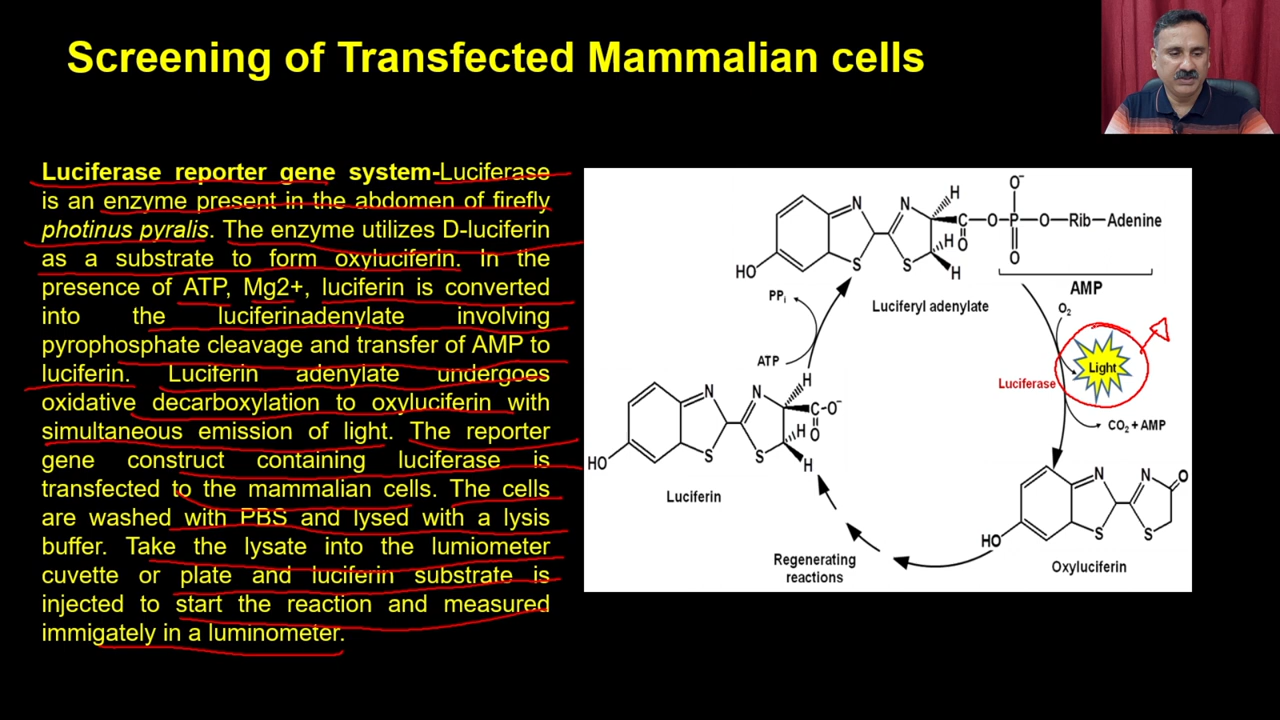 Screening of Transfected Mammalian cells
Luciferase reporter gene system-Luciferase
is an enzyme present in the abdomen of firefly
photinus pyralis. The enzyme utilizes D-luciferin
as a substrate to form oxyluciferin. In the
presence of ATP, Mg2+, luciferin is converted
into the luciferinadenylate involving
pyrophosphate cleavage and transfer of AMP to
luciferin. Luciferin adenylate undergoes
oxidative decarboxylation to oxyluciferin with
simultaneous emission of light. The reporter
gene construct containing luciferase is
transfected to the mammalian cells. The cells
are washed with PBS and lysed with a lysis
buffer. Take the lysate into the lumiometer
cuvette or plate and luciferin substrate is
injected to start the reaction and measured
immigately in a luminometer.
H
O-
N
N
C-O-P-O-Rib-Adenine
O
H
S
S
H
O
HO
Luciferyl adenylate
AMP
PPi
O2
ATP
Light
Luciferase
CO2 + AMP
H
N
N
C-O-
O
H
S
S
H
HO
Luciferin
N
N
O
S
S
HO
Oxyluciferin
Regenerating
reactions